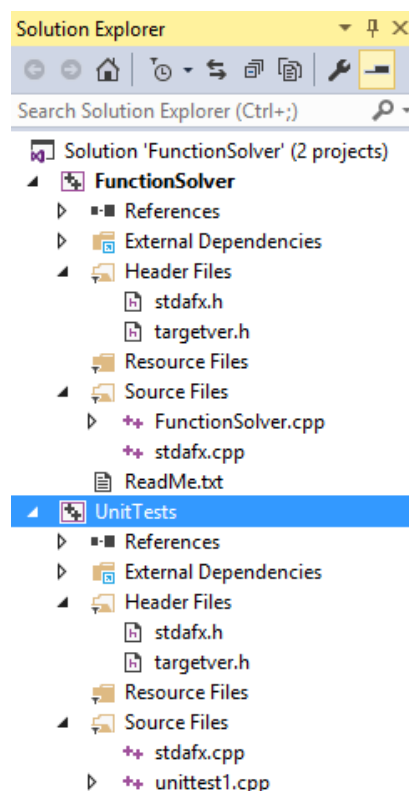 Solution Explorer
Search Solution Explorer (Ctrl+;)
Solution 'FunctionSolver' (2 projects)
FunctionSolver
References
External Dependencies
Header Files
stdafx.h
targetver.h
Resource Files
Source Files
FunctionSolver.cpp
stdafx.cpp
ReadMe.txt
UnitTests
References
External Dependencies
Header Files
stdafx.h
targetver.h
Resource Files
Source Files
stdafx.cpp
unittest1.cpp